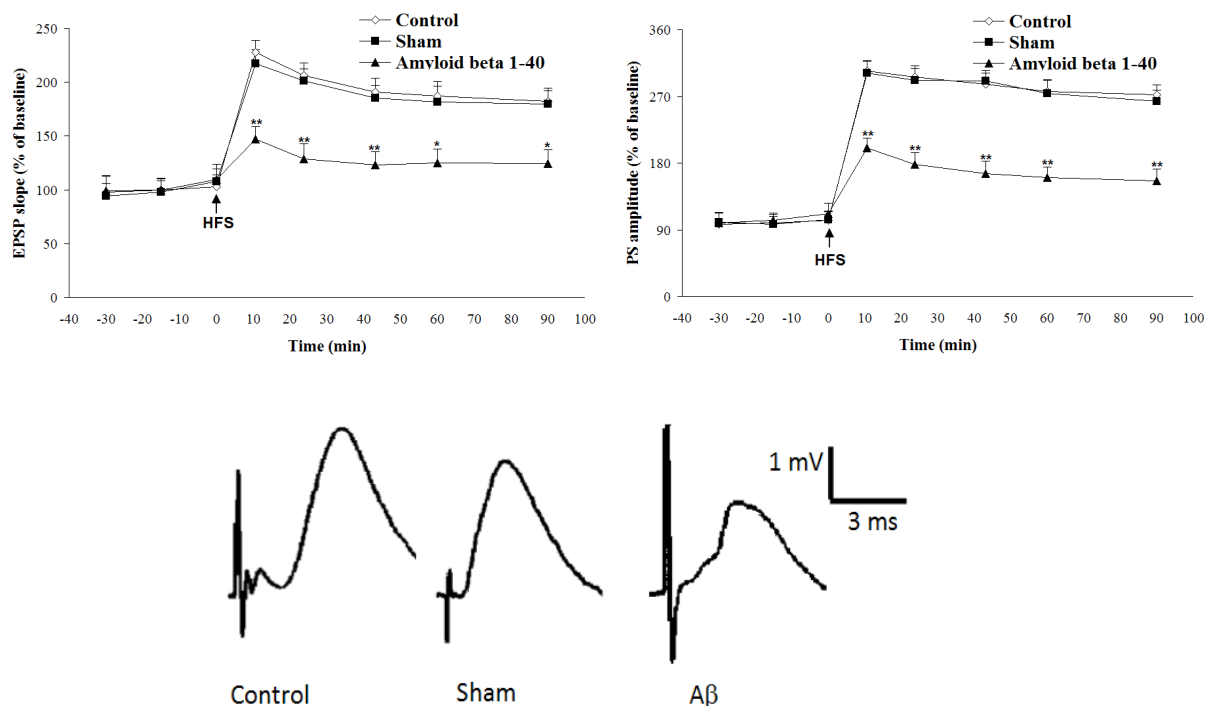 Control
Sham
Amyloid beta 1-40
EPSP slope (% of baseline)
250
200
150
100
50
0
** ** ** * *
HFS
-40 -30 -20 -10 0 10 20 30 40 50 60 70 80 90 100
Time (min)
Control
Sham
Amyloid beta 1-40
PS amplitude (% of baseline)
360
270
180
90
0
** ** ** ** **
HFS
-40 -30 -20 -10 0 10 20 30 40 50 60 70 80 90 100
Time (min)
1 mV
3 ms
Control Sham Aβ